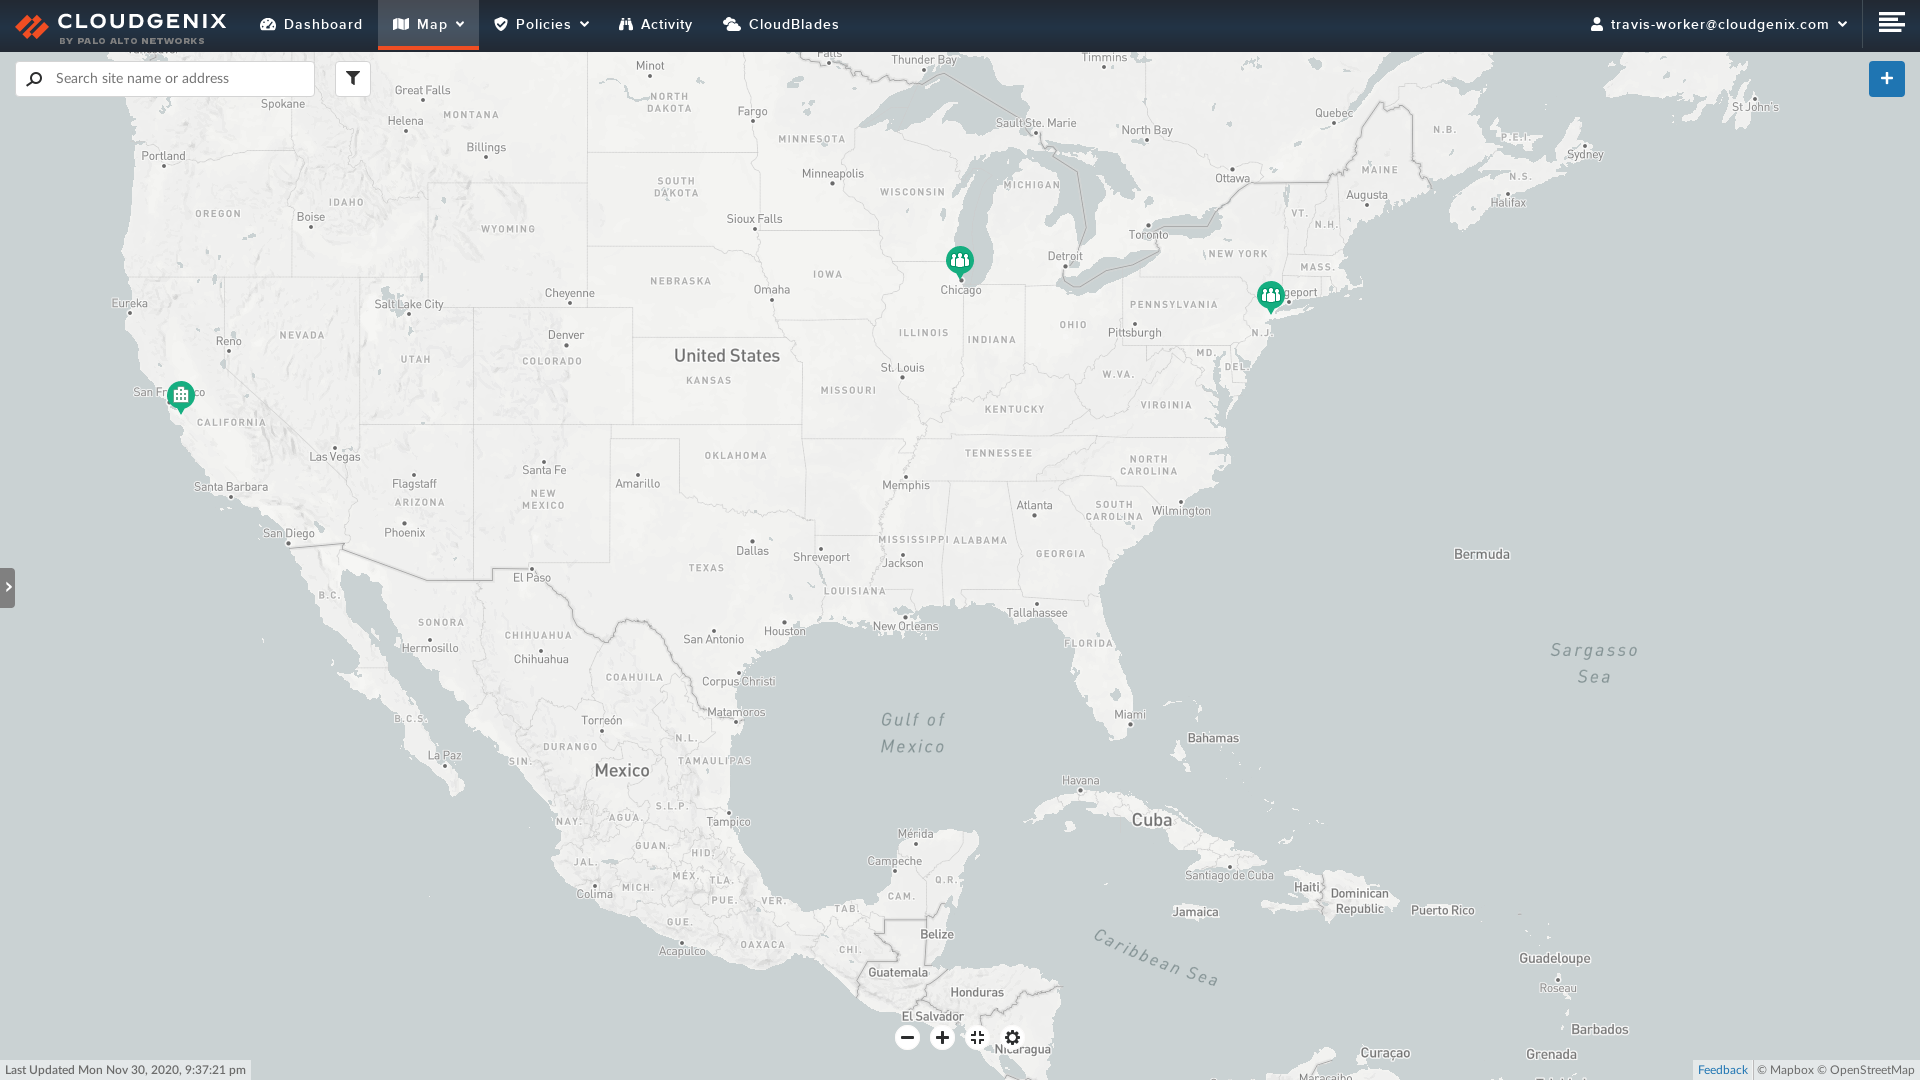 CLOUDGENIX
BY PALO ALTO NETWORKS
Dashboard
Map
Policies
Activity
CloudBlades
travis-worker@cloudgenix.com
Search site name or address
Minot
Thunder Bay
Timmins
Great Falls
NORTH
DAKOTA
St John's
Spokane
MONTANA
Fargo
Quebec
Helena
Sault Ste. Marie
North Bay
N.B.
P.E.I.
MINNESOTA
Billings
Portland
Sydney
Minneapolis
MAINE
Ottawa
N.S.
SOUTH
DAKOTA
WISCONSIN
MICHIGAN
Augusta
Halifax
IDAHO
OREGON
Boise
Sioux Falls
VT.
N.H.
WYOMING
Toronto
Detroit
NEW YORK
MASS.
IOWA
NEBRASKA
Omaha
Chicago
Cheyenne
geport
Eureka
Salt Lake City
PENNSYLVANIA
OHIO
Pittsburgh
ILLINOIS
N.J.
NEVADA
Denver
Reno
INDIANA
United States
MD.
UTAH
COLORADO
St. Louis
DEL.
KANSAS
W.VA.
MISSOURI
San Fr
co
KENTUCKY
VIRGINIA
CALIFORNIA
Las Vegas
OKLAHOMA
TENNESSEE
NORTH
CAROLINA
Santa Fe
Santa Barbara
Flagstaff
Amarillo
Memphis
NEW
MEXICO
ARIZONA
Atlanta
SOUTH
CAROLINA
Wilmington
San Diego
Phoenix
MISSISSIPPI
ALABAMA
Dallas
Shreveport
GEORGIA
Bermuda
Jackson
TEXAS
El Paso
B.C.
LOUISIANA
SONORA
Tallahassee
New Orleans
CHIHUAHUA
San Antonio
Houston
FLORIDA
Hermosillo
Sargasso
Sea
Chihuahua
COAHUILA
Corpus Christi
Matamoros
Miami
B.C.S.
Torreón
Gulf of
Mexico
N.L.
Bahamas
DURANGO
La Paz
SIN.
TAMAULIPAS
Mexico
Havana
S.L.P.
NAY.
AGUA.
Tampico
Cuba
Mérida
GUAN.
HID.
JAL.
Campeche
Santiago de Cuba
MÉX.
TLA.
Q.R.
Colima
MICH.
CAM.
Haiti
Dominican
Republic
PUE.
VER.
TAB.
Jamaica
Puerto Rico
GUE.
Belize
OAXACA
CHI.
Acapulco
Caribbean Sea
Guatemala
Guadeloupe
Honduras
Roseau
El Salvador
Barbados
Nicaragua
Curaçao
Grenada
Maracaibo
Last Updated Mon Nov 30, 2020, 9:37:21 pm
Feedback
© Mapbox © OpenStreetMap